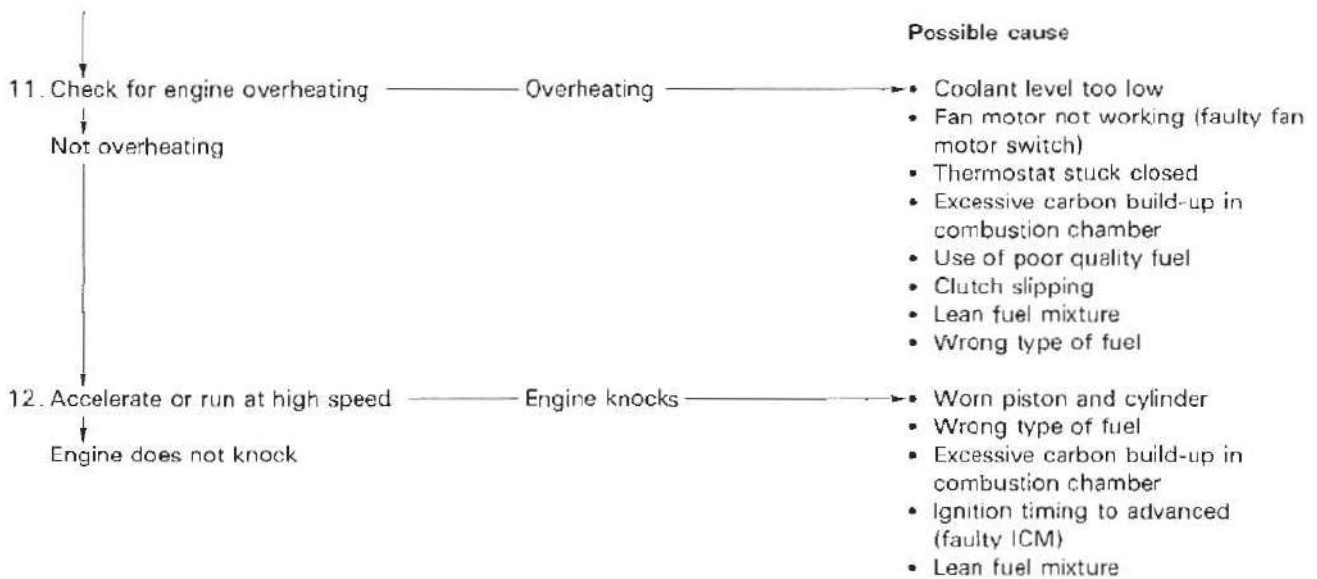 Possible cause
11. Check for engine overheating
Overheating
• Coolant level too low
• Fan motor not working (faulty fan
motor switch)
• Thermostat stuck closed
• Excessive carbon build-up in
combustion chamber
• Use of poor quality fuel
• Clutch slipping
• Lean fuel mixture
• Wrong type of fuel
Not overheating
12. Accelerate or run at high speed
Engine knocks
• Worn piston and cylinder
• Wrong type of fuel
• Excessive carbon build-up in
combustion chamber
• Ignition timing to advanced
(faulty ICM)
• Lean fuel mixture
Engine does not knock